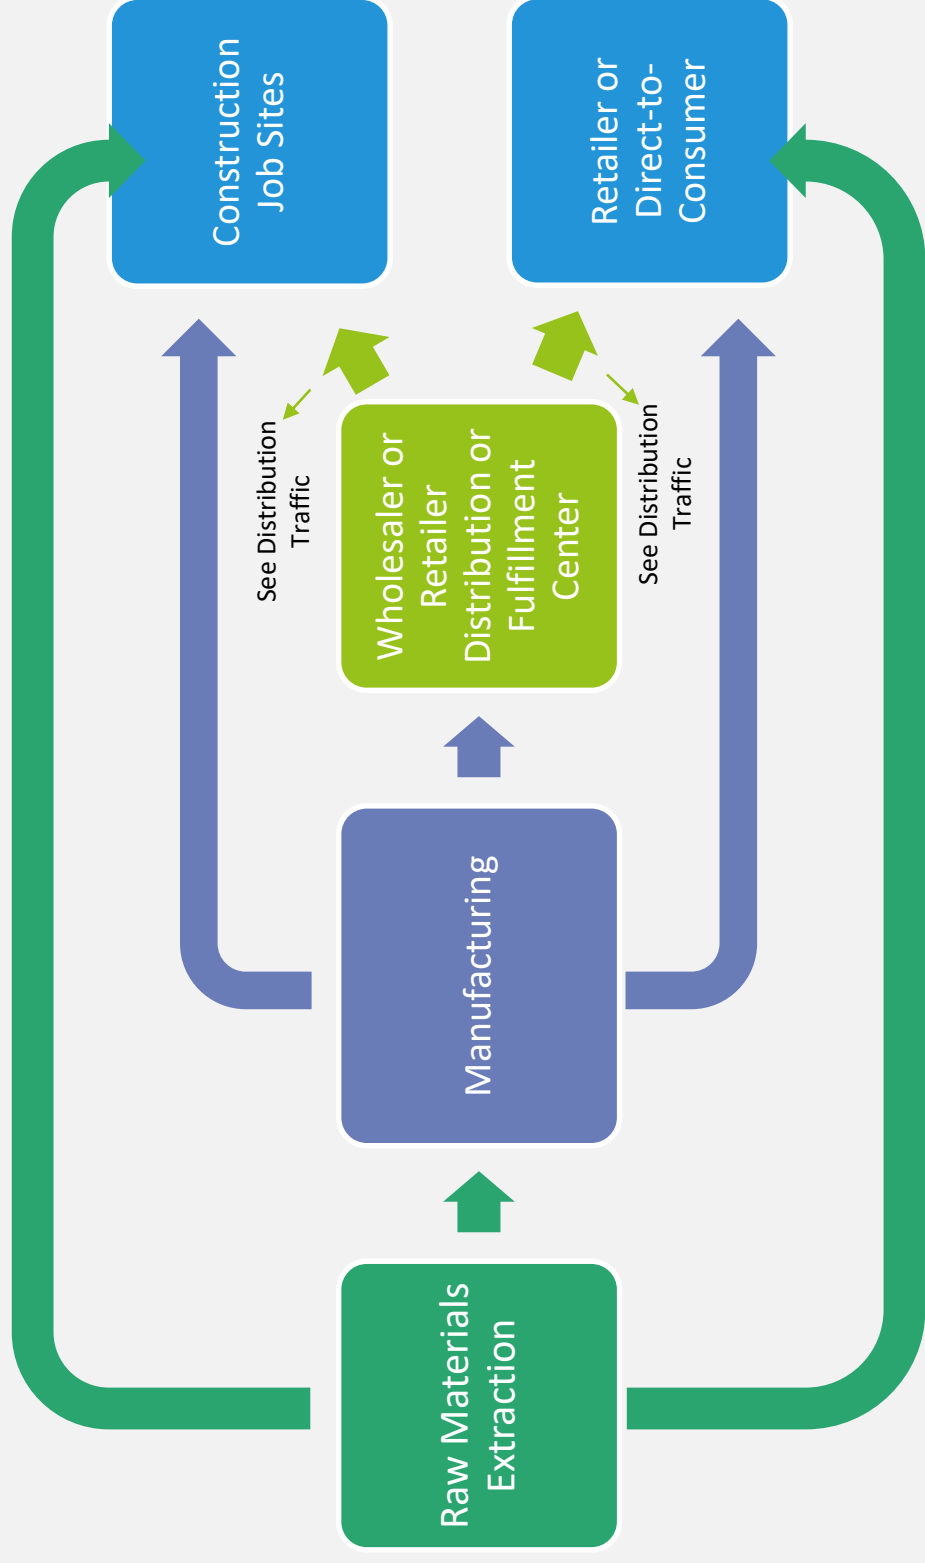 Raw Materials
Extraction
Manufacturing
Wholesaler or
Retailer
Distribution or
Fulfillment
Center
See Distribution
Traffic
See Distribution
Traffic
Construction
Job Sites
Retailer or
Direct-to-
Consumer